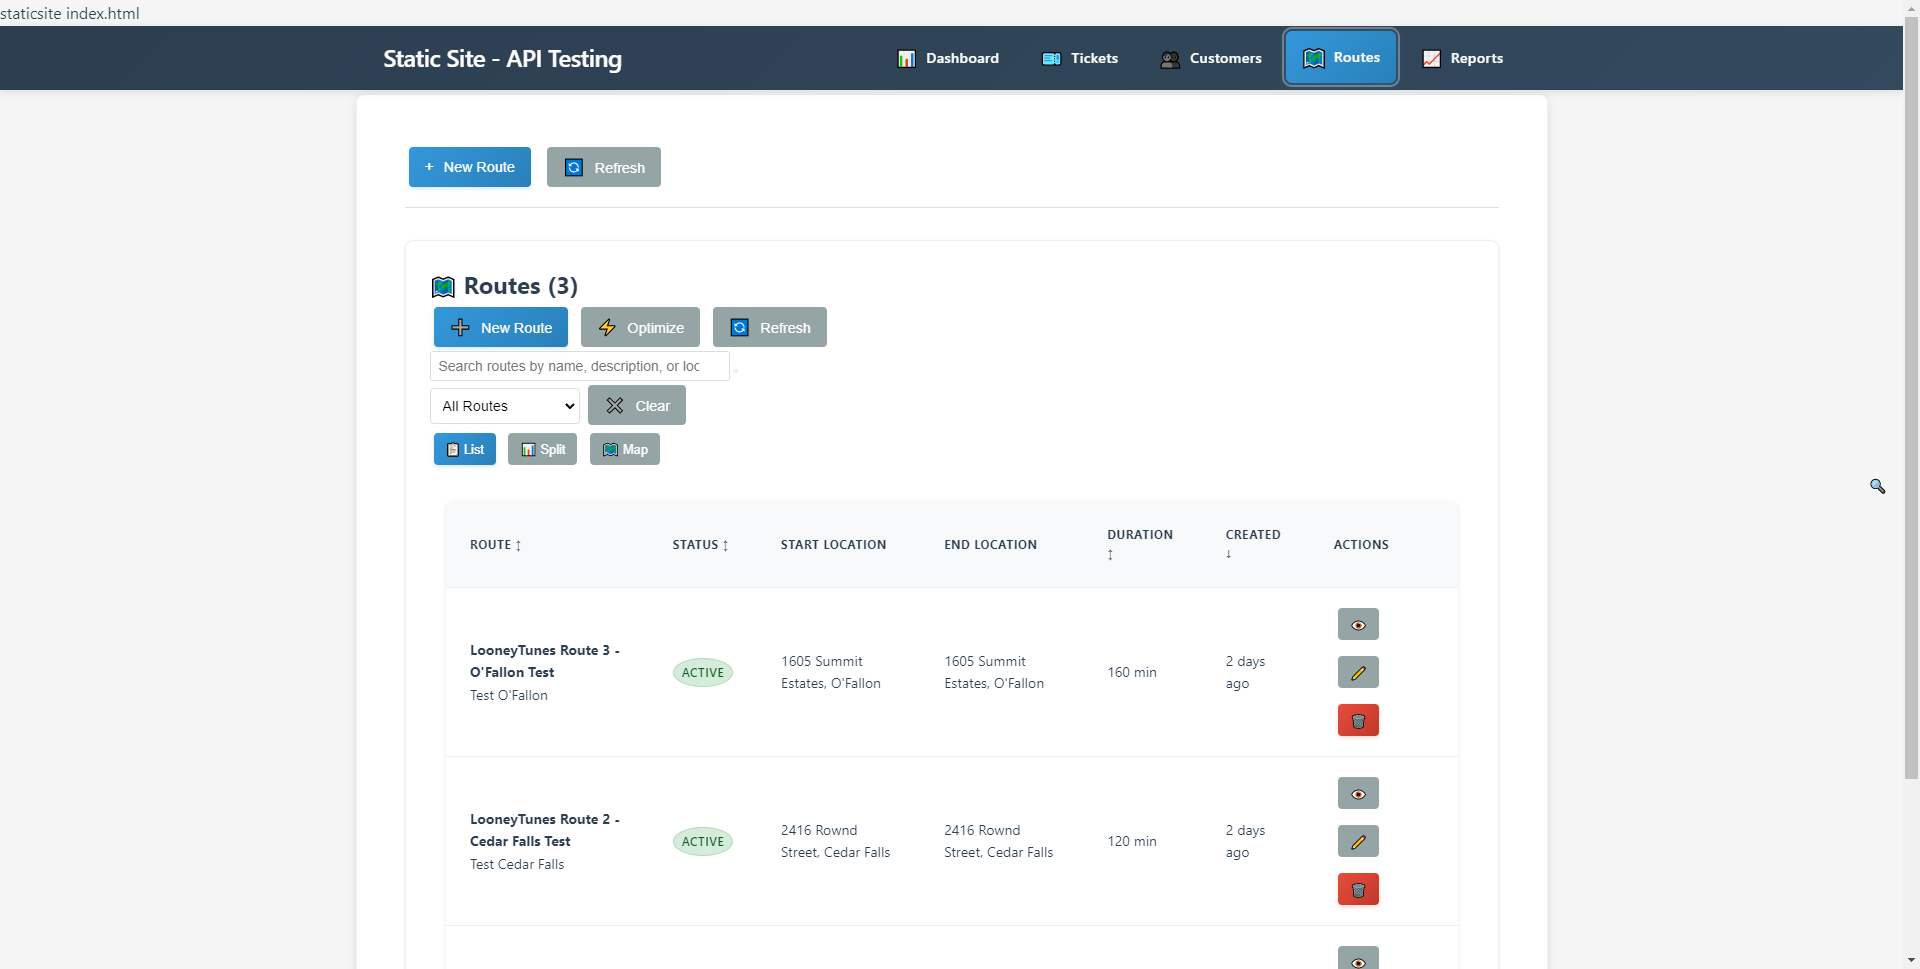 staticsite index.html
Static Site - API Testing
Dashboard
Tickets
Customers
Routes
Reports
+ New Route
Refresh
Routes (3)
New Route
Optimize
Refresh
Search routes by name, description, or loc
All Routes
Clear
List
Split
Map
ROUTE ↕
STATUS ↕
START LOCATION
END LOCATION
DURATION
↕
CREATED
↓
ACTIONS
LooneyTunes Route 3 -
O'Fallon Test
Test O'Fallon
ACTIVE
1605 Summit
Estates, O'Fallon
1605 Summit
Estates, O'Fallon
160 min
2 days
ago
LooneyTunes Route 2 -
Cedar Falls Test
Test Cedar Falls
ACTIVE
2416 Rownd
Street, Cedar Falls
2416 Rownd
Street, Cedar Falls
120 min
2 days
ago